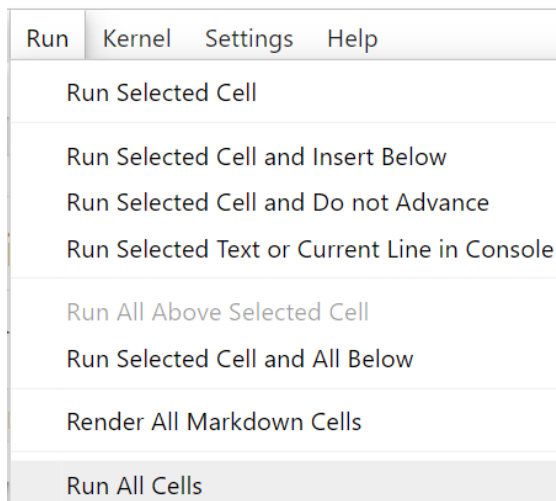 Run Kernel Settings Help
Run Selected Cell
Run Selected Cell and Insert Below
Run Selected Cell and Do not Advance
Run Selected Text or Current Line in Console
Run All Above Selected Cell
Run Selected Cell and All Below
Render All Markdown Cells
Run All Cells